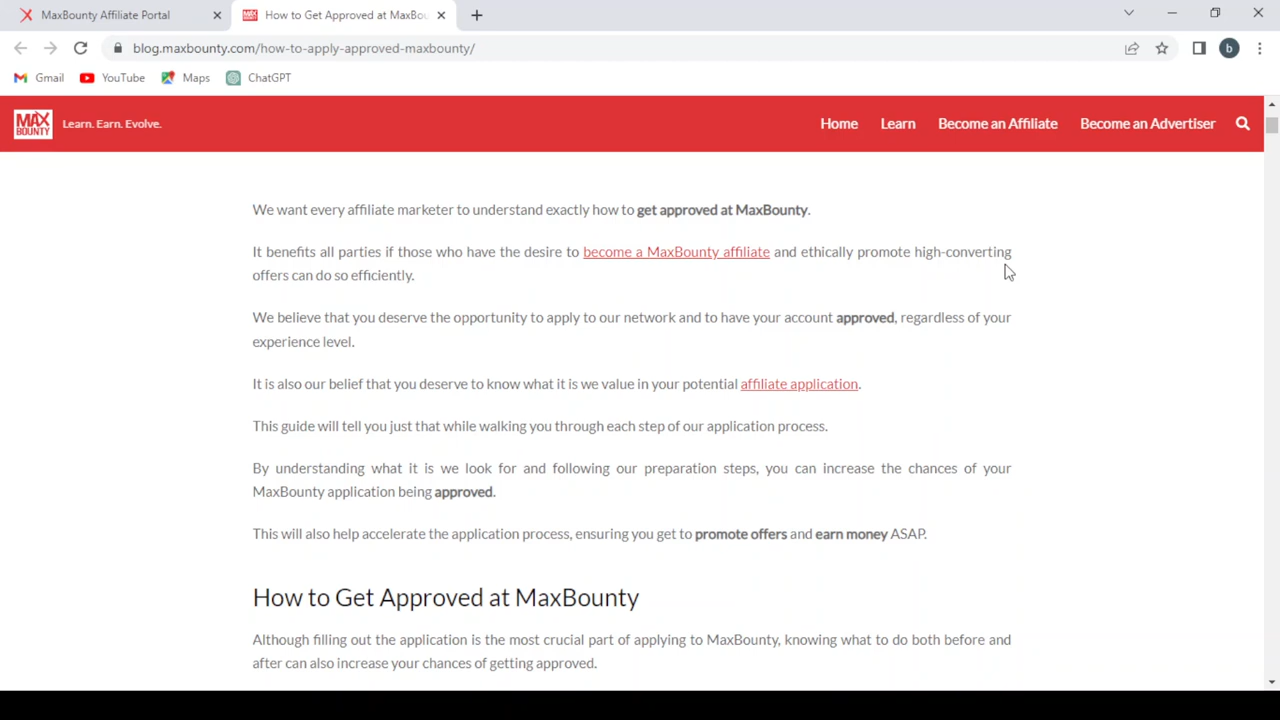 MaxBounty Affiliate Portal
How to Get Approved at MaxBou
blog.maxbounty.com/how-to-apply-approved-maxbounty/
b
Gmail
YouTube
Maps
ChatGPT
MAX
BOUNTY
Learn. Earn. Evolve.
Home
Learn
Become an Affiliate
Become an Advertiser
We want every affiliate marketer to understand exactly how to get approved at MaxBounty.
It benefits all parties if those who have the desire to become a MaxBounty affiliate and ethically promote high-converting
offers can do so efficiently.
We believe that you deserve the opportunity to apply to our network and to have your account approved, regardless of your
experience level.
It is also our belief that you deserve to know what it is we value in your potential affiliate application.
This guide will tell you just that while walking you through each step of our application process.
By understanding what it is we look for and following our preparation steps, you can increase the chances of your
MaxBounty application being approved.
This will also help accelerate the application process, ensuring you get to promote offers and earn money ASAP.
How to Get Approved at MaxBounty
Although filling out the application is the most crucial part of applying to MaxBounty, knowing what to do both before and
after can also increase your chances of getting approved.